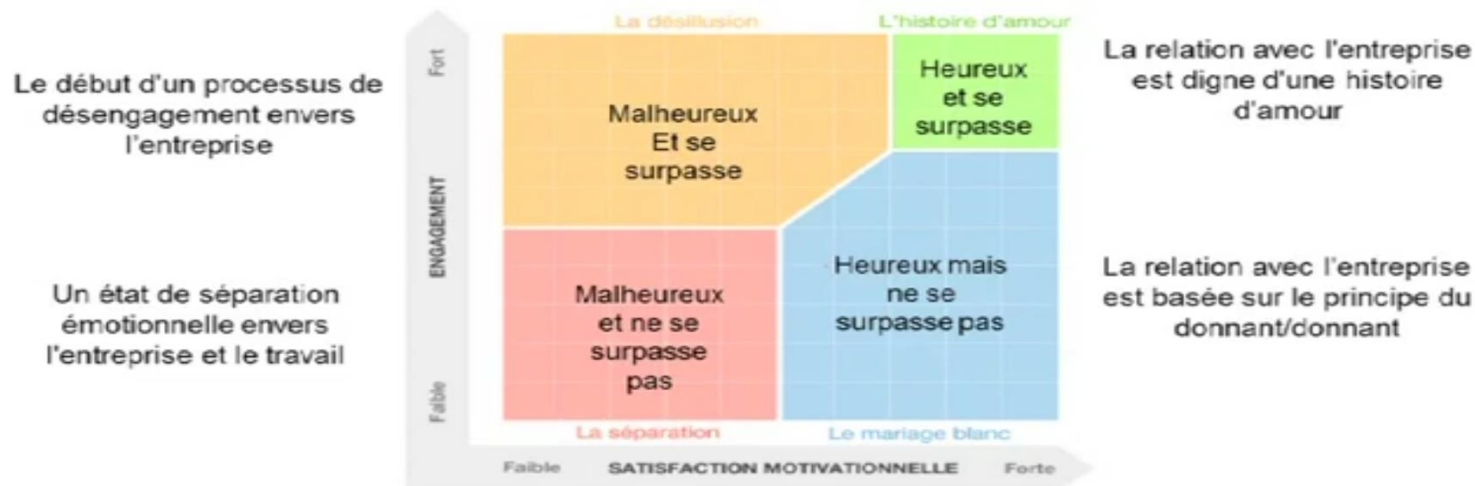 La désillusion
L'histoire d'amour
Le début d'un processus de
désengagement envers
l'entreprise
Fort
Malheureux
Et se
surpasse
Heureux
et se
surpasse
La relation avec l'entreprise
est digne d'une histoire
d'amour
ENGAGEMENT
Un état de séparation
émotionnelle envers
l'entreprise et le travail
Malheureux
et ne se
surpasse
pas
Heureux mais
ne se
surpasse pas
La relation avec l'entreprise
est basée sur le principe du
donnant/donnant
Faible
La séparation
Le mariage blanc
Faible
SATISFACTION MOTIVATIONNELLE
Forte